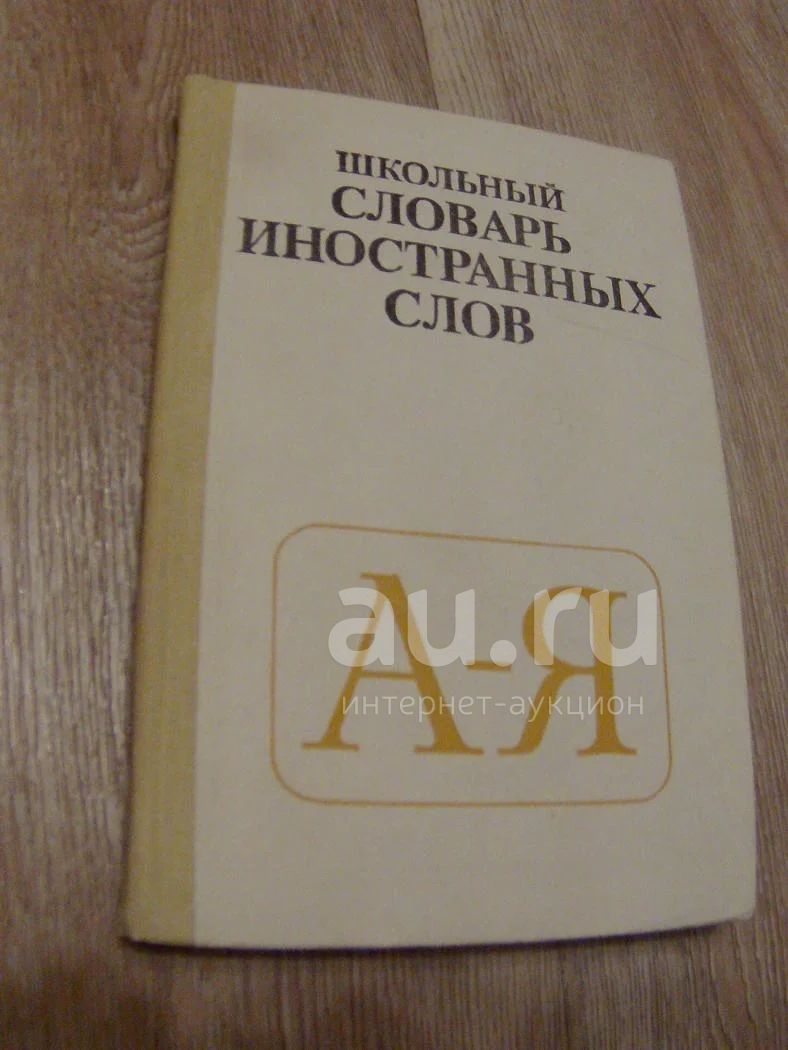 ШКОЛЬНЫЙ
СЛОВАРЬ
ИНОСТРАННЫХ
СЛОВ
А-Я
au.ru
интернет-аукцион